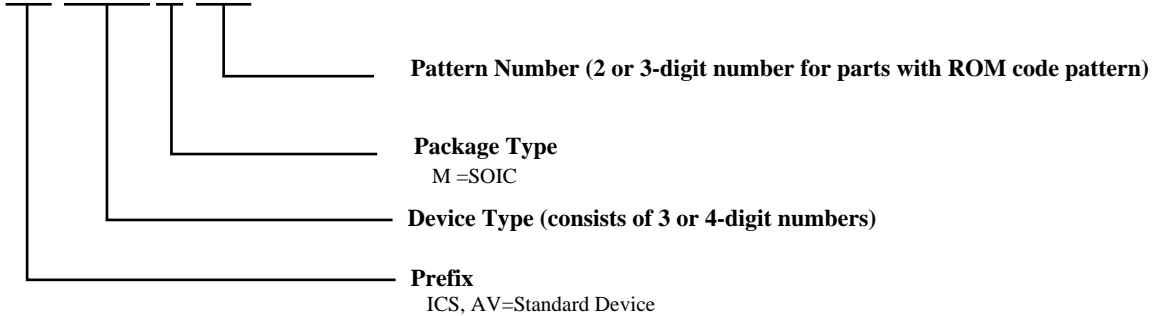 Pattern Number (2 or 3-digit number for parts with ROM code pattern)
Package Type
M =SOIC
Device Type (consists of 3 or 4-digit numbers)
Prefix
ICS, AV=Standard Device